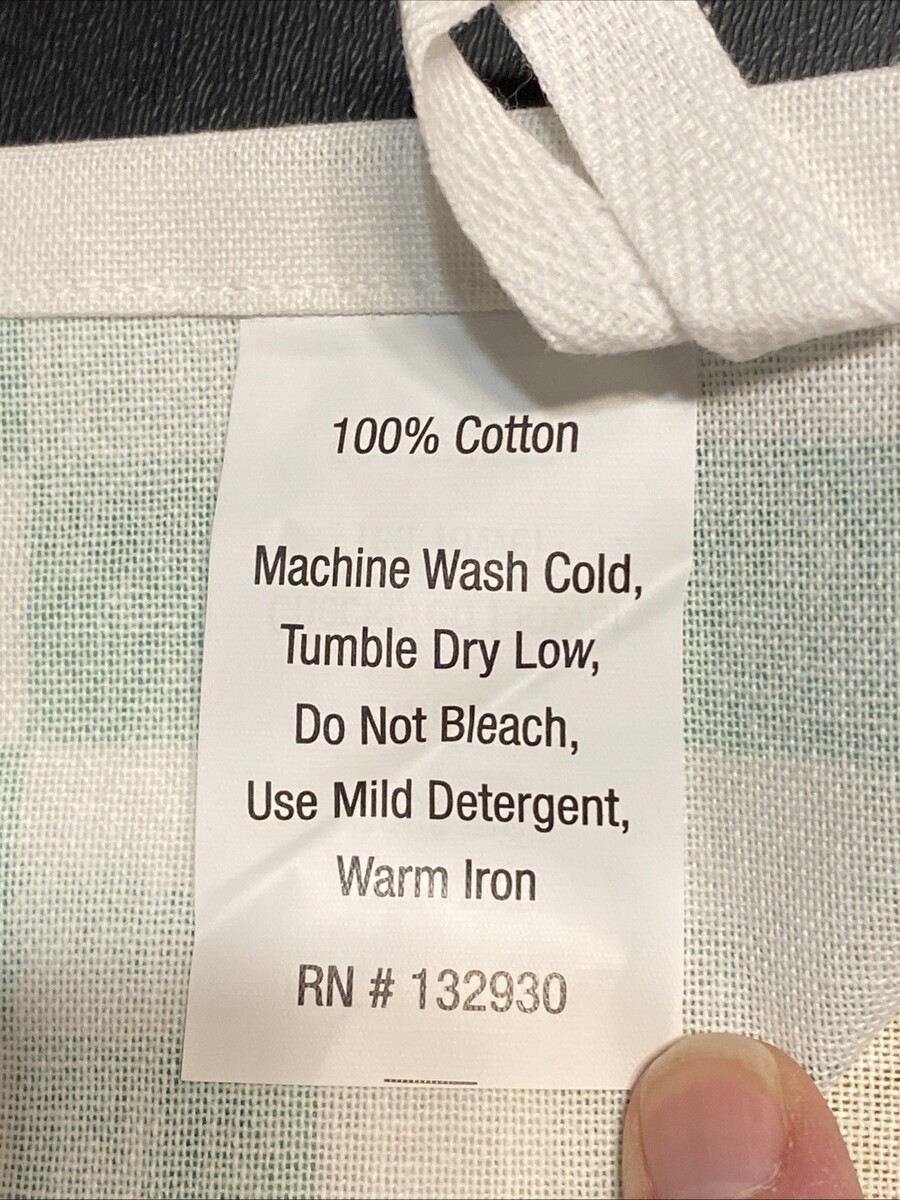 100% Cotton
Machine Wash Cold,
Tumble Dry Low,
Do Not Bleach,
Use Mild Detergent,
Warm Iron
RN # 132930